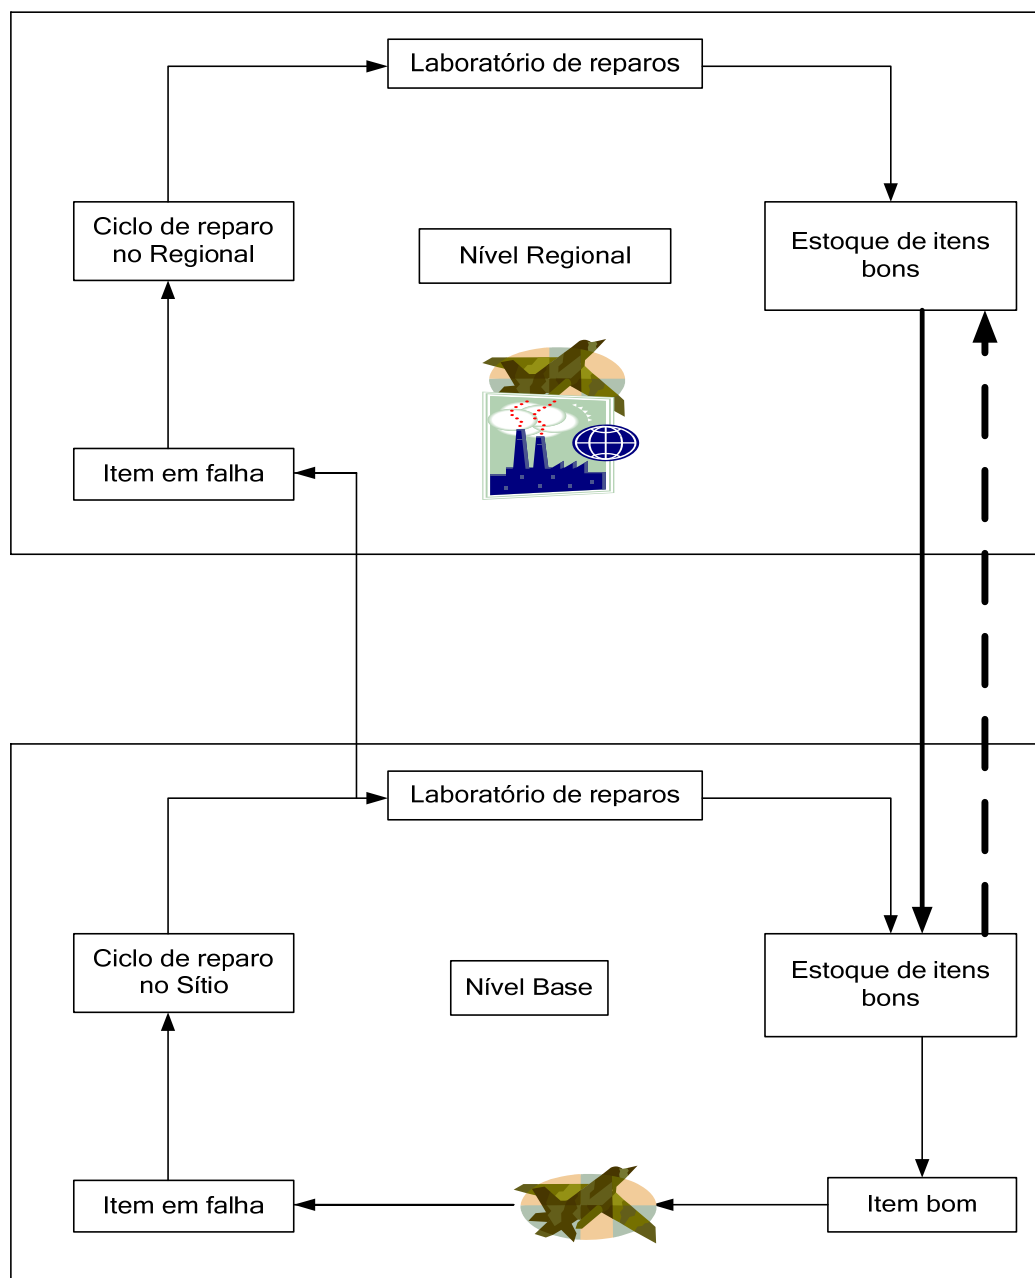 Laboratório de reparos
Ciclo de reparo
no Regional
Nível Regional
Estoque de itens
bons
Item em falha
Laboratório de reparos
Ciclo de reparo
no Sítio
Nível Base
Estoque de itens
bons
Item em falha
Item bom